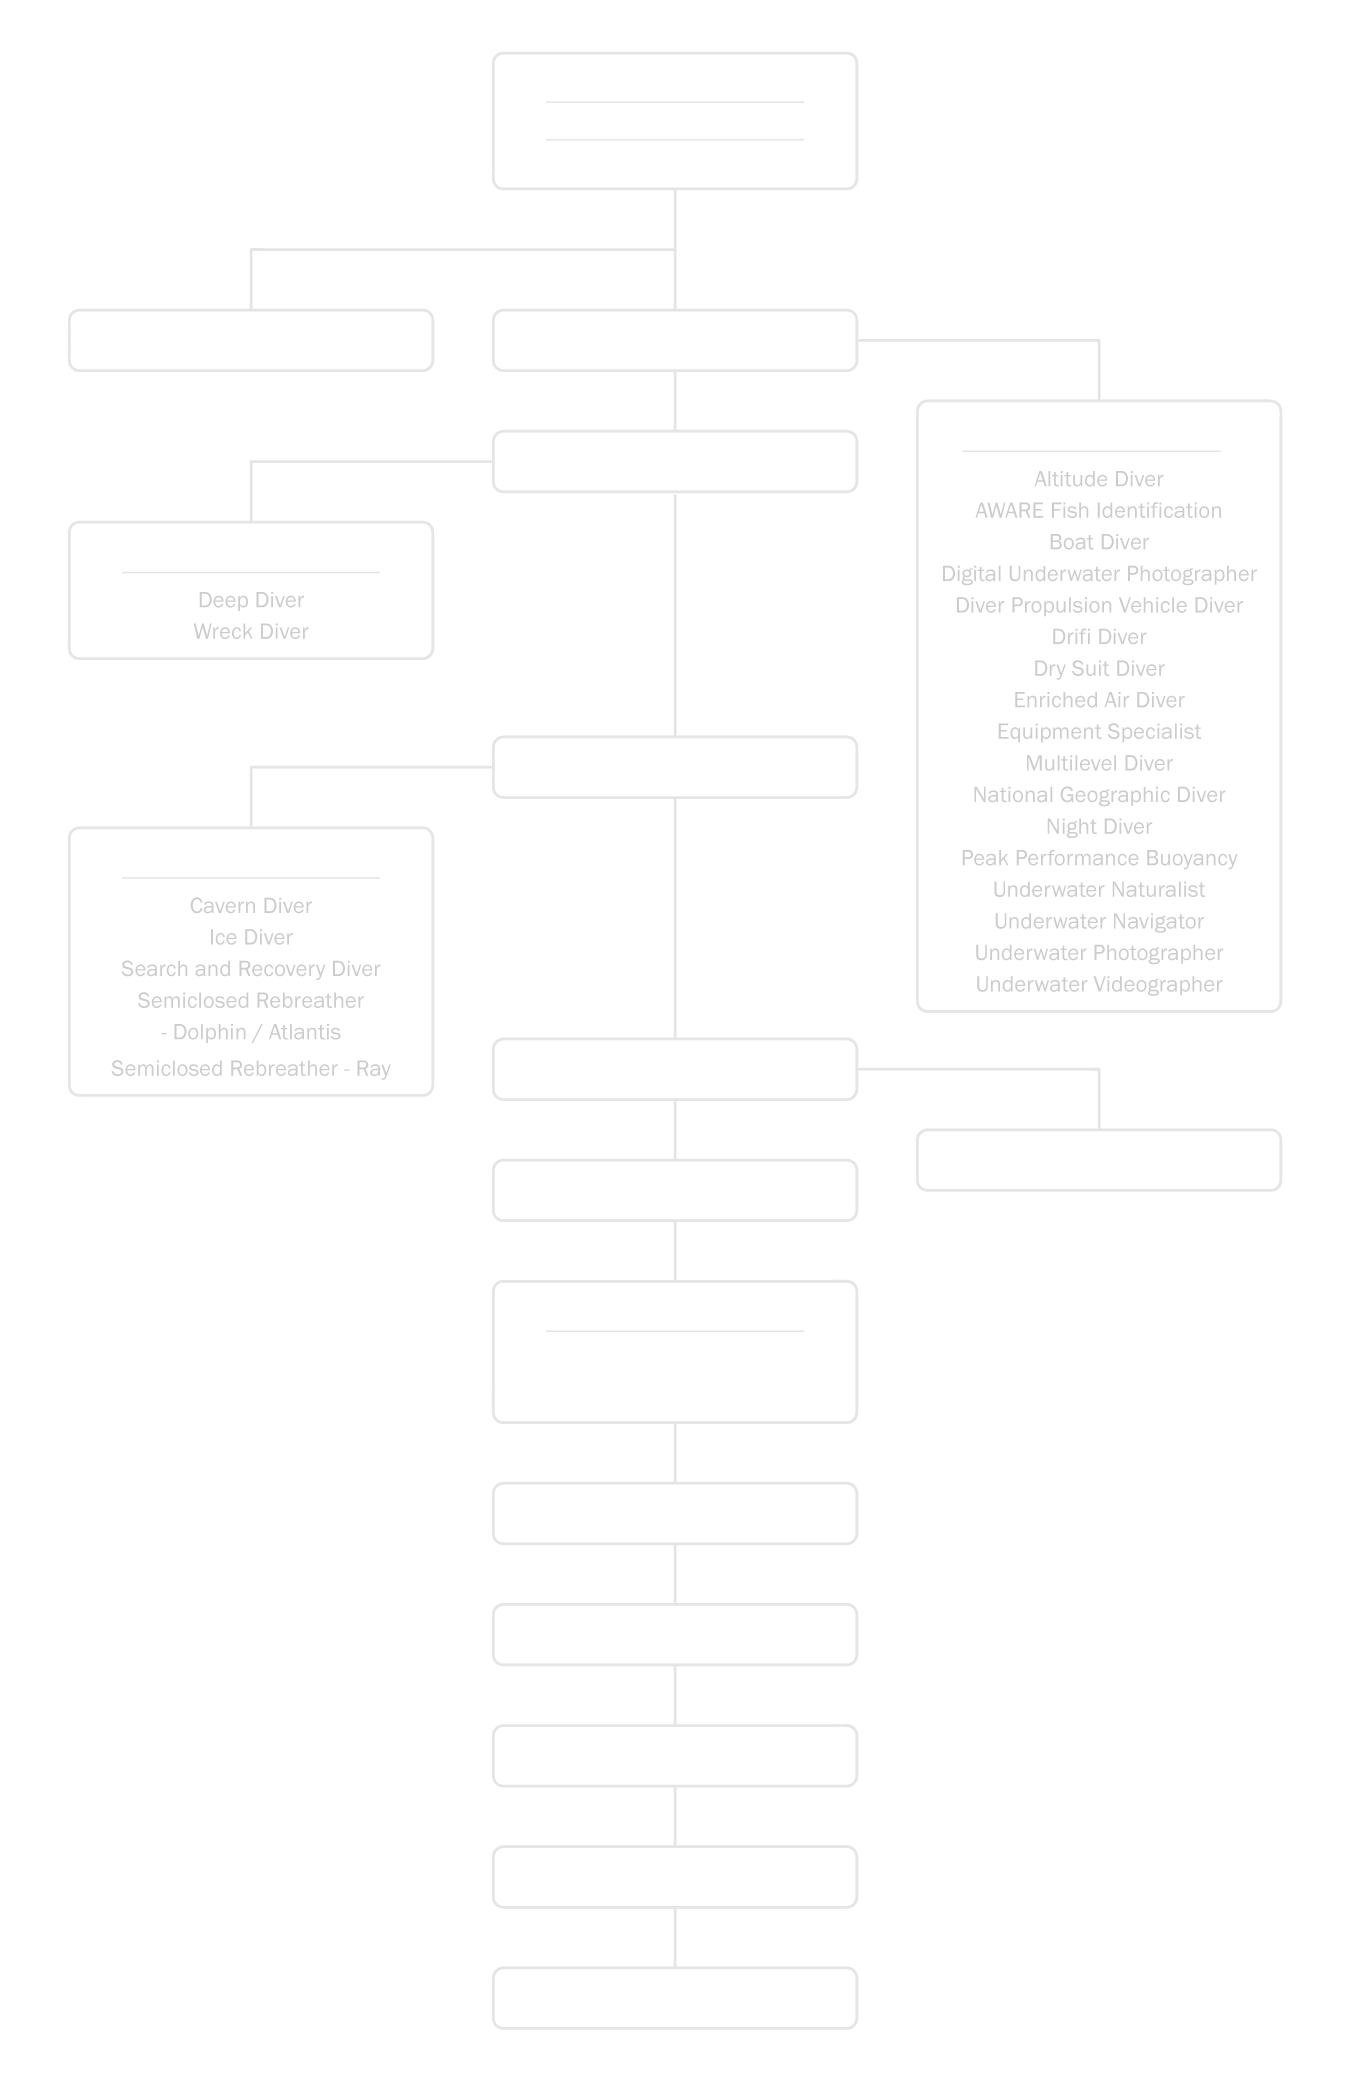 Altitude Diver
AWARE Fish Identification
Boat Diver
Digital Underwater Photographer
Diver Propulsion Vehicle Diver
Drifi Diver
Dry Suit Diver
Enriched Air Diver
Equipment Specialist
Multilevel Diver
National Geographic Diver
Night Diver
Peak Performance Buoyancy
Underwater Naturalist
Underwater Navigator
Underwater Photographer
Underwater Videographer
Deep Diver
Wreck Diver
Cavern Diver
Ice Diver
Search and Recovery Diver
Semiclosed Rebreather
- Dolphin / Atlantis
Semiclosed Rebreather - Ray